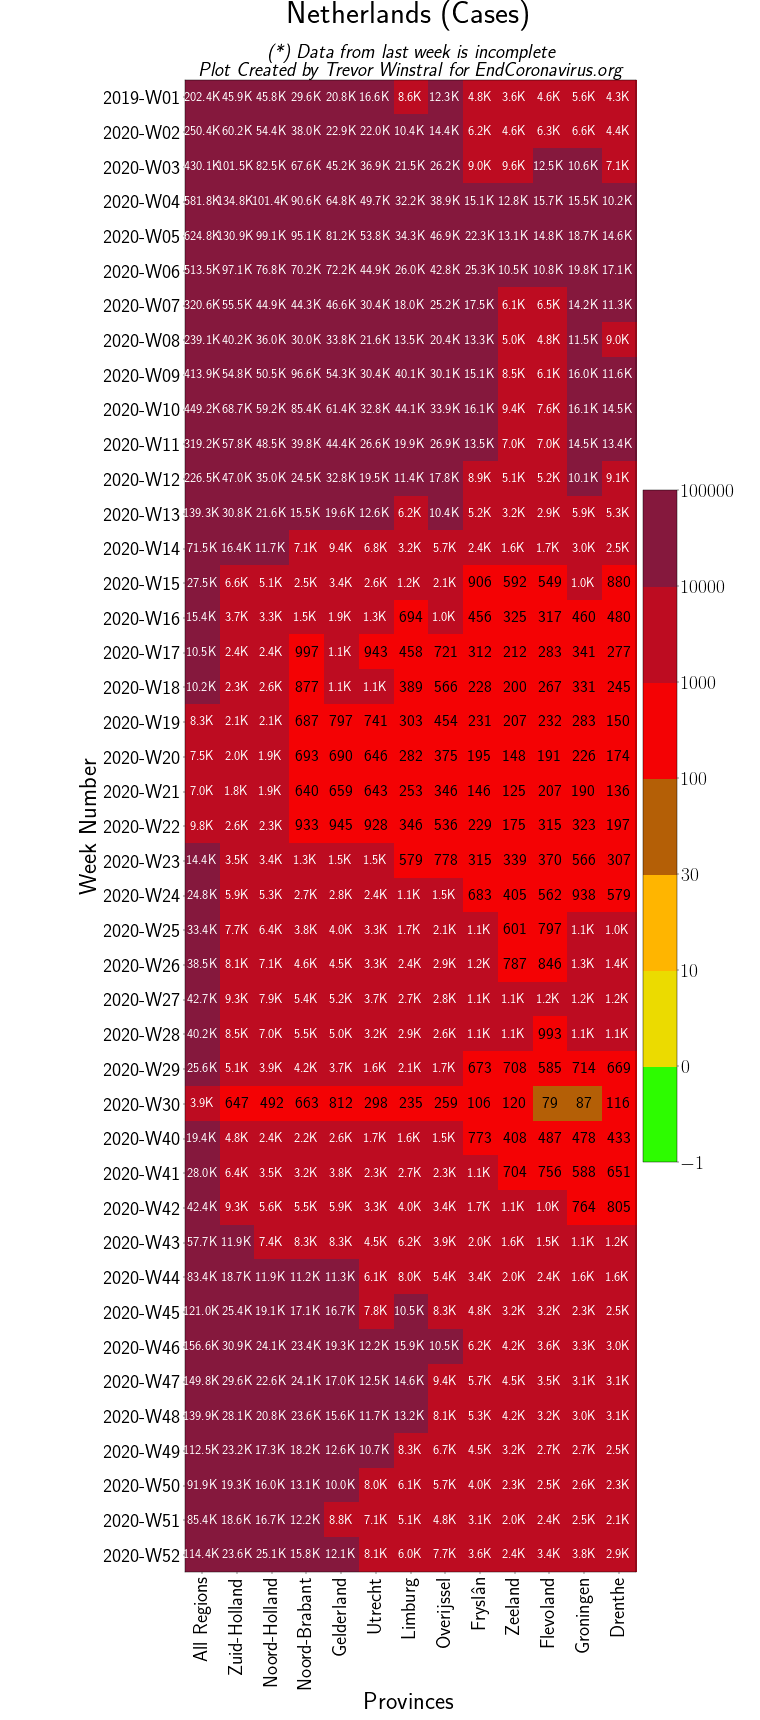 Netherlands (Cases)
(*) Data from last week is incomplete
Plot Created by Trevor Winstral for EndCoronavirus.org
2019-W01 202.4K 45.9K 45.8K 29.6K 20.8K 16.6K 8.6K 12.3K 4.8K 3.6K 4.6K 5.6K 4.3K
2020-W02 250.4K 60.2K 54.4K 38.0K 22.9K 22.0K 10.4K 14.4K 6.2K 4.6K 6.3K 6.6K 4.4K
2020-W03 430.1K 101.5K 82.5K 67.6K 45.2K 36.9K 21.5K 26.2K 9.0K 9.6K 12.5K 10.6K 7.1K
2020-W04 581.8K 134.8K 101.4K 90.6K 64.8K 49.7K 32.2K 38.9K 15.1K 12.8K 15.7K 15.5K 10.2K
2020-W05 624.8K 130.9K 99.1K 95.1K 81.2K 53.8K 34.3K 46.9K 22.3K 13.1K 14.8K 18.7K 14.6K
2020-W06 513.5K 97.1K 76.8K 70.2K 72.2K 44.9K 26.0K 42.8K 25.3K 10.5K 10.8K 19.8K 17.1K
2020-W07 320.6K 55.5K 44.9K 44.3K 46.6K 30.4K 18.0K 25.2K 17.5K 6.1K 6.5K 14.2K 11.3K
2020-W08 239.1K 40.2K 36.0K 30.0K 33.8K 21.6K 13.5K 20.4K 13.3K 5.0K 4.8K 11.5K 9.0K
2020-W09 413.9K 54.8K 50.5K 96.6K 54.3K 30.4K 40.1K 30.1K 15.1K 8.5K 6.1K 16.0K 11.6K
2020-W10 449.2K 68.7K 59.2K 85.4K 61.4K 32.8K 44.1K 33.9K 16.1K 9.4K 7.6K 16.1K 14.5K
2020-W11 319.2K 57.8K 48.5K 39.8K 44.4K 26.6K 19.9K 26.9K 13.5K 7.0K 7.0K 14.5K 13.4K
2020-W12 226.5K 47.0K 35.0K 24.5K 32.8K 19.5K 11.4K 17.8K 8.9K 5.1K 5.2K 10.1K 9.1K
2020-W13 139.3K 30.8K 21.6K 15.5K 19.6K 12.6K 6.2K 10.4K 5.2K 3.2K 2.9K 5.9K 5.3K
2020-W14 71.5K 16.4K 11.7K 7.1K 9.4K 6.8K 3.2K 5.7K 2.4K 1.6K 1.7K 3.0K 2.5K
2020-W15 27.5K 6.6K 5.1K 2.5K 3.4K 2.6K 1.2K 2.1K 906 592 549 1.0K 880
2020-W16 15.4K 3.7K 3.3K 1.5K 1.9K 1.3K 694 1.0K 456 325 317 460 480
2020-W17 10.5K 2.4K 2.4K 997 1.1K 943 458 721 312 212 283 341 277
2020-W18 10.2K 2.3K 2.6K 877 1.1K 1.1K 389 566 228 200 267 331 245
2020-W19 8.3K 2.1K 2.1K 687 797 741 303 454 231 207 232 283 150
2020-W20 7.5K 2.0K 1.9K 693 690 646 282 375 195 148 191 226 174
2020-W21 7.0K 1.8K 1.9K 640 659 643 253 346 146 125 207 190 136
2020-W22 9.8K 2.6K 2.3K 933 945 928 346 536 229 175 315 323 197
2020-W23 14.4K 3.5K 3.4K 1.3K 1.5K 1.5K 579 778 315 339 370 566 307
2020-W24 24.8K 5.9K 5.3K 2.7K 2.8K 2.4K 1.1K 1.5K 683 405 562 938 579
2020-W25 33.4K 7.7K 6.4K 3.8K 4.0K 3.3K 1.7K 2.1K 1.1K 601 797 1.1K 1.0K
2020-W26 38.5K 8.1K 7.1K 4.6K 4.5K 3.3K 2.4K 2.9K 1.2K 787 846 1.3K 1.4K
2020-W27 42.7K 9.3K 7.9K 5.4K 5.2K 3.7K 2.7K 2.8K 1.1K 1.1K 1.2K 1.2K 1.2K
2020-W28 40.2K 8.5K 7.0K 5.5K 5.0K 3.2K 2.9K 2.6K 1.1K 1.1K 993 1.1K 1.1K
2020-W29 25.6K 5.1K 3.9K 4.2K 3.7K 1.6K 2.1K 1.7K 673 708 585 714 669
2020-W30 3.9K 647 492 663 812 298 235 259 106 120 79 87 116
2020-W40 19.4K 4.8K 2.4K 2.2K 2.6K 1.7K 1.6K 1.5K 773 408 487 478 433
2020-W41 28.0K 6.4K 3.5K 3.2K 3.8K 2.3K 2.7K 2.3K 1.1K 704 756 588 651
2020-W42 42.4K 9.3K 5.6K 5.5K 5.9K 3.3K 4.0K 3.4K 1.7K 1.1K 1.0K 764 805
2020-W43 57.7K 11.9K 7.4K 8.3K 8.3K 4.5K 6.2K 3.9K 2.0K 1.6K 1.5K 1.1K 1.2K
2020-W44 83.4K 18.7K 11.9K 11.2K 11.3K 6.1K 8.0K 5.4K 3.4K 2.0K 2.4K 1.6K 1.6K
2020-W45 121.0K 25.4K 19.1K 17.1K 16.7K 7.8K 10.5K 8.3K 4.8K 3.2K 3.2K 2.3K 2.5K
2020-W46 156.6K 30.9K 24.1K 23.4K 19.3K 12.2K 15.9K 10.5K 6.2K 4.2K 3.6K 3.3K 3.0K
2020-W47 149.8K 29.6K 22.6K 24.1K 17.0K 12.5K 14.6K 9.4K 5.7K 4.5K 3.5K 3.1K 3.1K
2020-W48 139.9K 28.1K 20.8K 23.6K 15.6K 11.7K 13.2K 8.1K 5.3K 4.2K 3.2K 3.0K 3.1K
2020-W49 112.5K 23.2K 17.3K 18.2K 12.6K 10.7K 8.3K 6.7K 4.5K 3.2K 2.7K 2.7K 2.5K
2020-W50 91.9K 19.3K 16.0K 13.1K 10.0K 8.0K 6.1K 5.7K 4.0K 2.3K 2.5K 2.6K 2.3K
2020-W51 85.4K 18.6K 16.7K 12.2K 8.8K 7.1K 5.1K 4.8K 3.1K 2.0K 2.4K 2.5K 2.1K
2020-W52 114.4K 23.6K 25.1K 15.8K 12.1K 8.1K 6.0K 7.7K 3.6K 2.4K 3.4K 3.8K 2.9K
Week Number
All Regions
Zuid-Holland
Noord-Holland
Noord-Brabant
Gelderland
Utrecht
Limburg
Overijssel
Fryslân
Zeeland
Flevoland
Groningen
Drenthe
Provinces
100000
10000
1000
100
30
10
0
−1